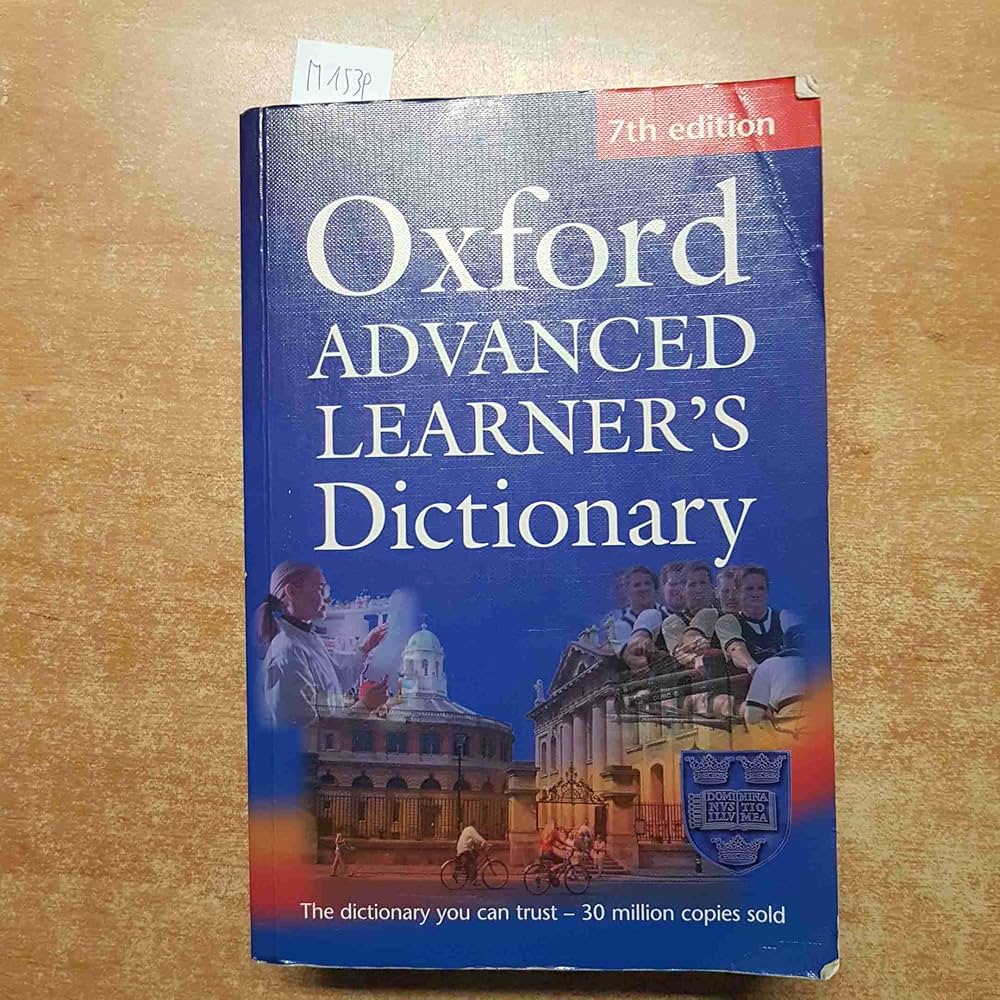 M153p
7th edition
Oxford
ADVANCED
LEARNER'S
Dictionary
DOMI MINA
NVS TIO
ILLV MEA
The dictionary you can trust – 30 million copies sold